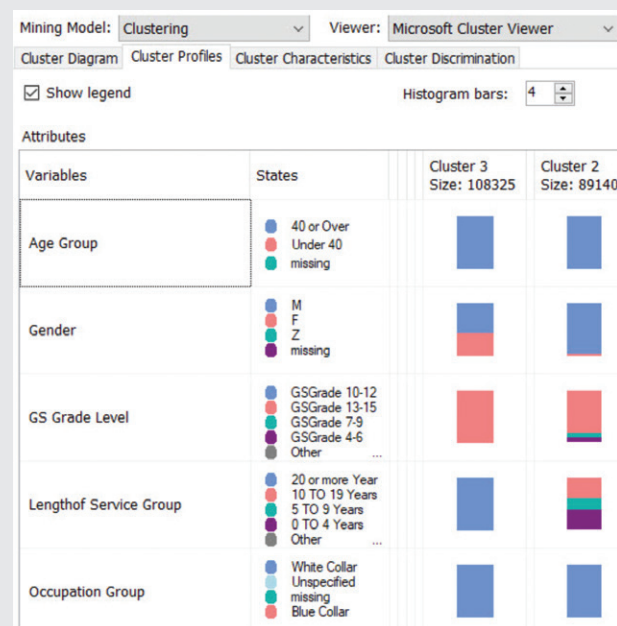 Mining Model: Clustering Viewer: Microsoft Cluster Viewer
Cluster Diagram Cluster Profiles Cluster Characteristics Cluster Discrimination
Show legend Histogram bars: 4
Attributes
Variables States Cluster 3 Size: 108325 Cluster 2 Size: 89140
Age Group
40 or Over
Under 40
missing
Gender
M
F
Z
missing
GS Grade Level
GSGrade 10-12
GSGrade 13-15
GSGrade 7-9
GSGrade 4-6
Other ...
Lengthof Service Group
20 or more Year
10 TO 19 Years
5 TO 9 Years
0 TO 4 Years
Other ...
Occupation Group
White Collar
Unspecified
missing
Blue Collar